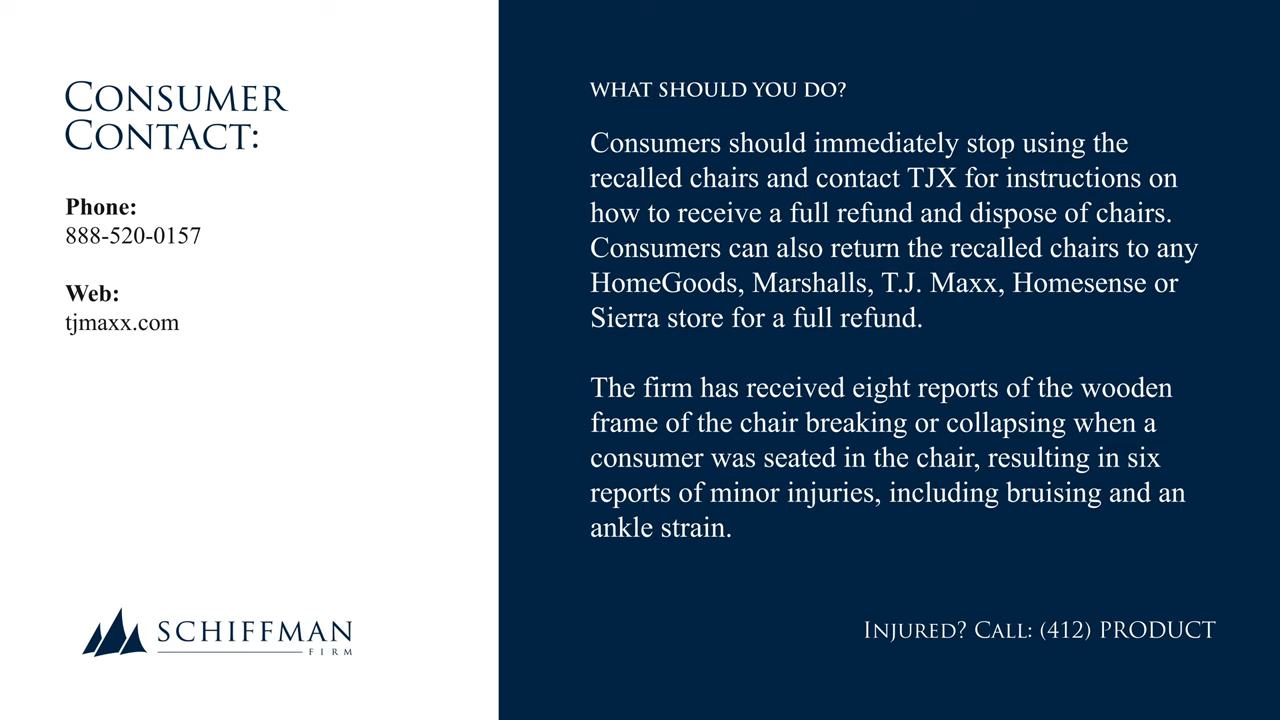 CONSUMER
CONTACT:
Phone:
888-520-0157
Web:
tjmaxx.com
SCHIFFMAN
FIRM
WHAT SHOULD YOU DO?
Consumers should immediately stop using the
recalled chairs and contact TJX for instructions on
how to receive a full refund and dispose of chairs.
Consumers can also return the recalled chairs to any
HomeGoods, Marshalls, T.J. Maxx, Homesense or
Sierra store for a full refund.
The firm has received eight reports of the wooden
frame of the chair breaking or collapsing when a
consumer was seated in the chair, resulting in six
reports of minor injuries, including bruising and an
ankle strain.
INJURED? CALL: (412) PRODUCT